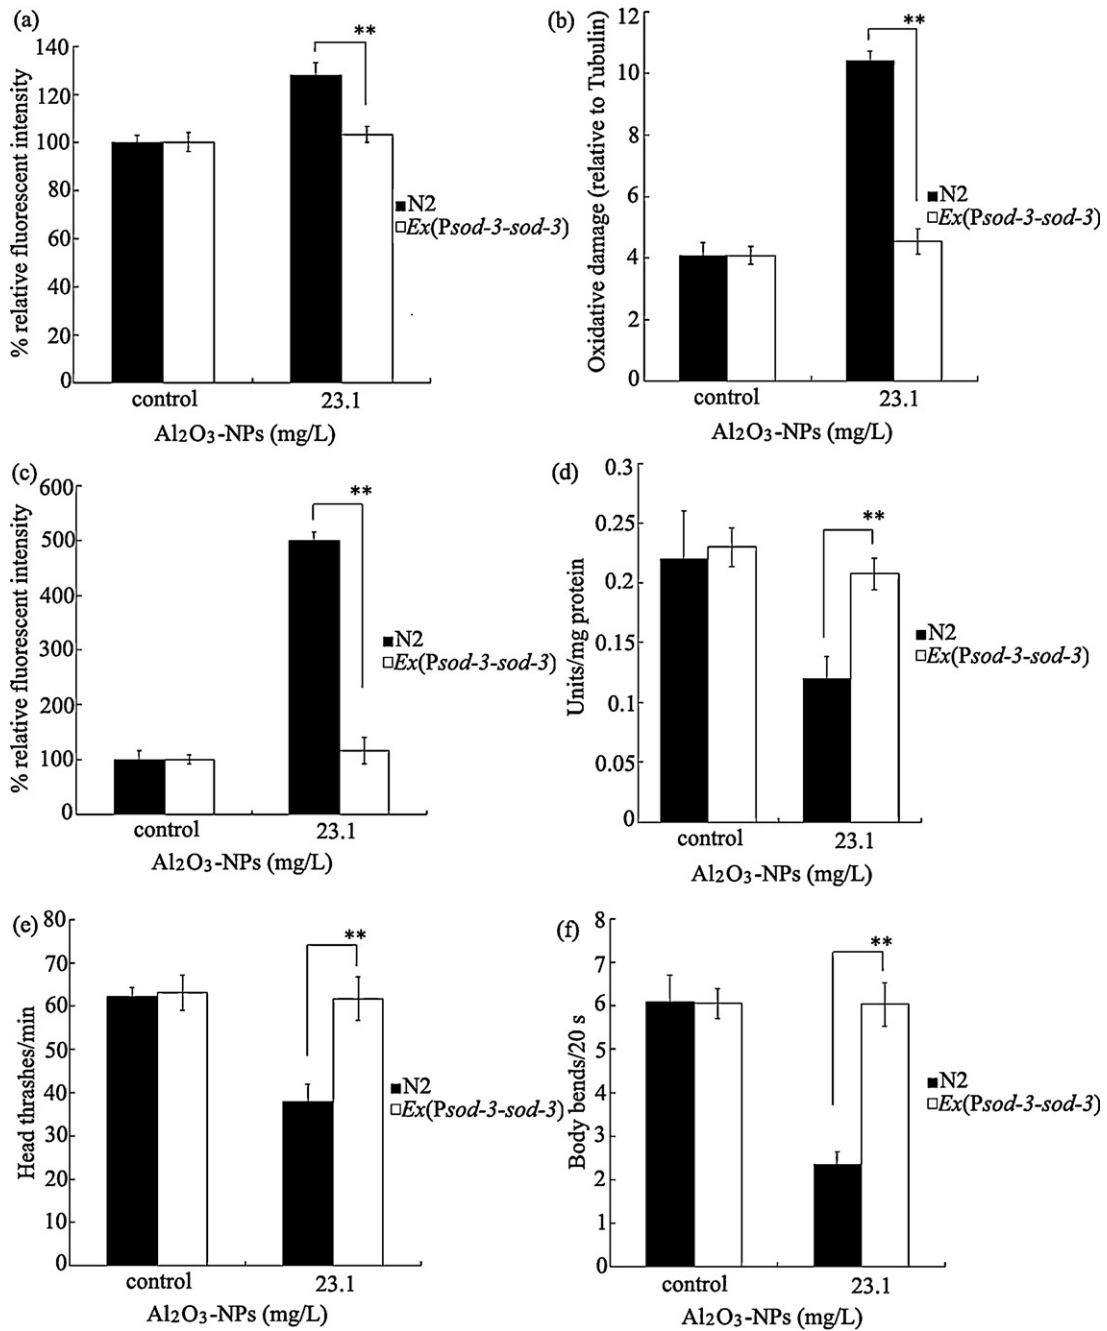 (a)
% relative fluorescent intensity
140
120
100
80
60
40
20
0
**
N2
Ex(Psod-3-sod-3)
control
23.1
Al2O3-NPs (mg/L)
(b)
Oxidative damage (relative to Tubulin)
12
10
8
6
4
2
0
**
N2
Ex(Psod-3-sod-3)
control
23.1
Al2O3-NPs (mg/L)
(c)
% relative fluorescent intensity
600
500
400
300
200
100
0
**
N2
Ex(Psod-3-sod-3)
control
23.1
Al2O3-NPs (mg/L)
(d)
Units/mg protein
0.3
0.25
0.2
0.15
0.1
0.05
0
**
N2
Ex(Psod-3-sod-3)
control
23.1
Al2O3-NPs (mg/L)
(e)
Head thrashes/min
80
70
60
50
40
30
20
10
0
**
N2
Ex(Psod-3-sod-3)
control
23.1
Al2O3-NPs (mg/L)
(f)
Body bends/20 s
8
7
6
5
4
3
2
1
0
**
N2
Ex(Psod-3-sod-3)
control
23.1
Al2O3-NPs (mg/L)